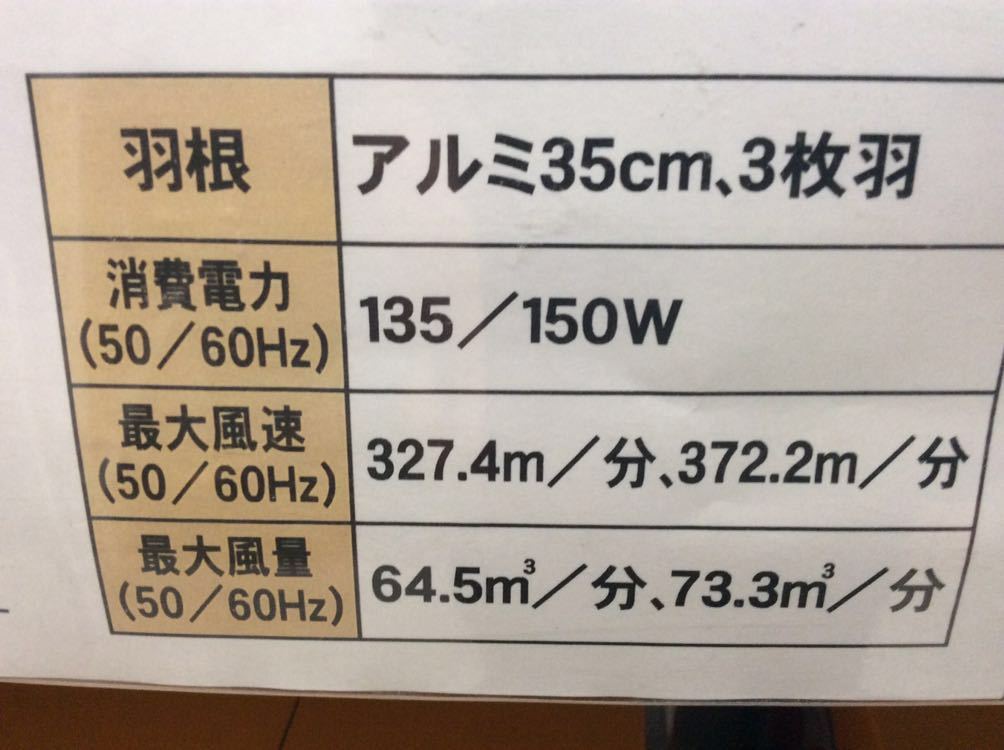 羽根
アルミ35cm、3枚羽
消費電力
(50／60Hz)
135／150W
最大風速
(50／60Hz)
327.4m／分、372.2m／分
最大風量
(50／60Hz)
64.5m³／分、73.3m³／分